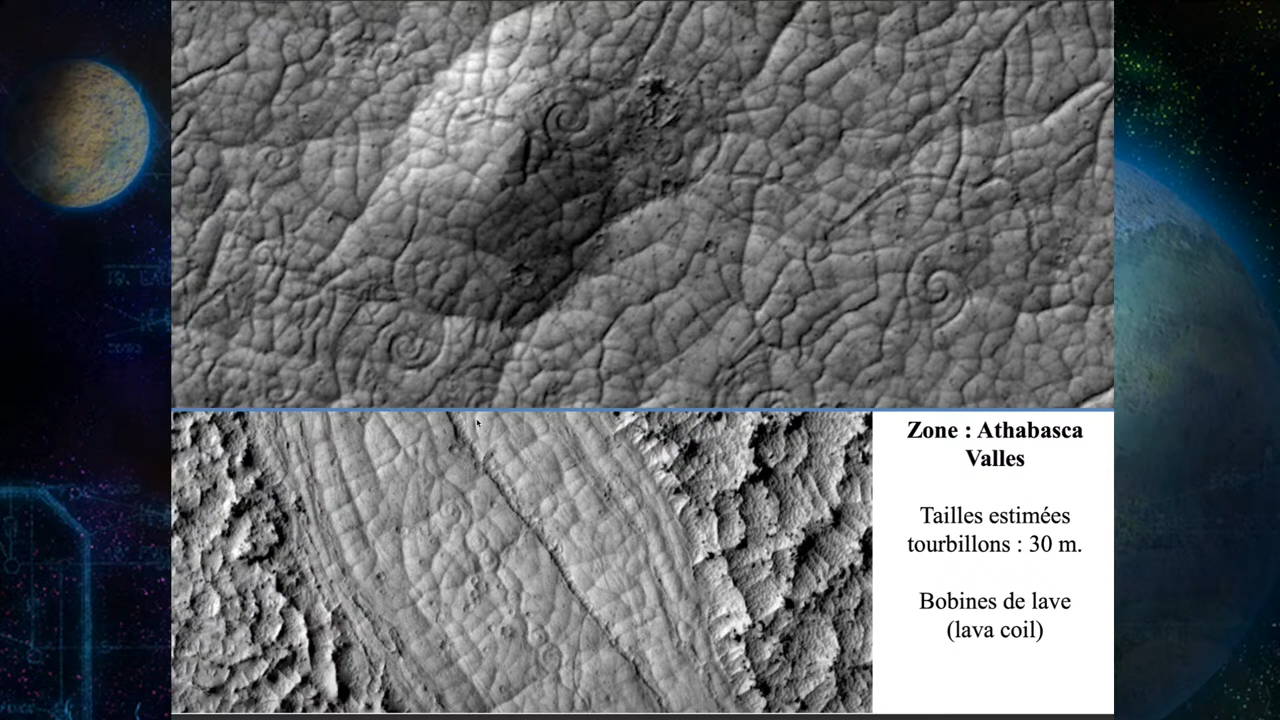 Zone : Athabasca
Valles
Tailles estimées
tourbillons : 30 m.
Bobines de lave
(lava coil)